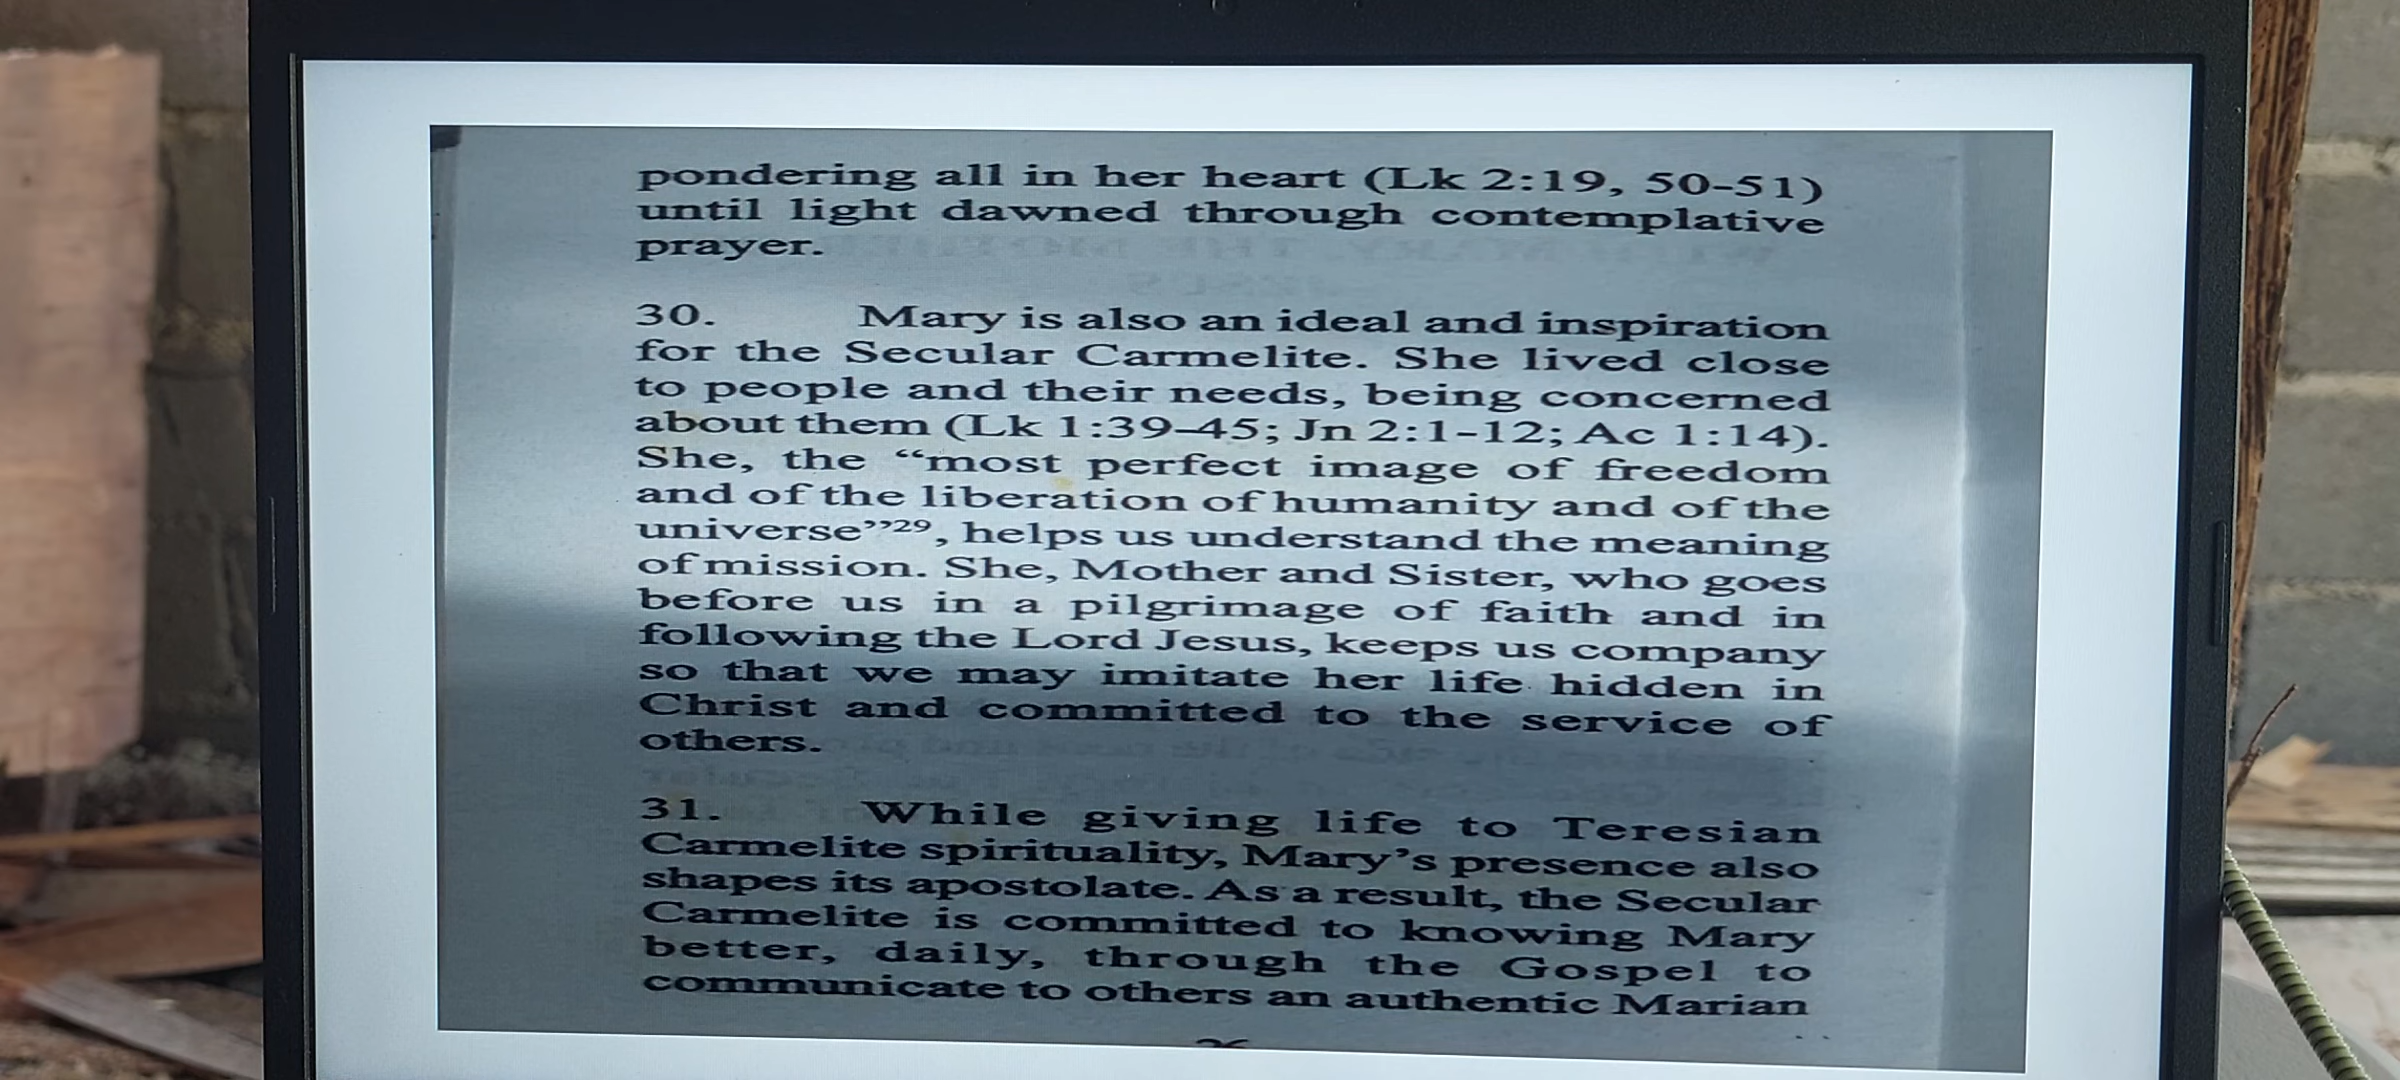 pondering all in her heart (Lk 2:19, 50-51)
until light dawned through contemplative
prayer.
30. Mary is also an ideal and inspiration
for the Secular Carmelite. She lived close
to people and their needs, being concerned
about them (Lk 1:39-45; Jn 2:1-12; Ac 1:14).
She, the “most perfect image of freedom
and of the liberation of humanity and of the
universe”29, helps us understand the meaning
of mission. She, Mother and Sister, who goes
before us in a pilgrimage of faith and in
following the Lord Jesus, keeps us company
so that we may imitate her life hidden in
Christ and committed to the service of
others.
31. While giving life to Teresian
Carmelite spirituality, Mary’s presence also
shapes its apostolate. As a result, the Secular
Carmelite is committed to knowing Mary
better, daily, through the Gospel to
communicate to others an authentic Marian